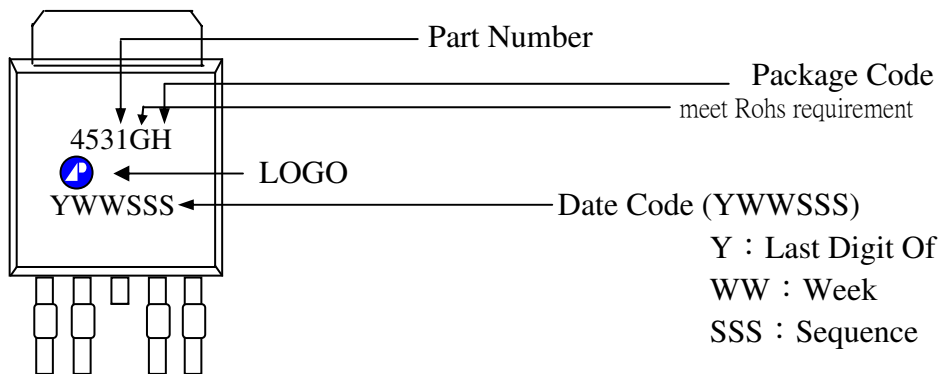 Part Number
Package Code
meet Rohs requirement
4531GH
LOGO
YWWSSS
Date Code (YWWSSS)
Y：Last Digit Of
WW：Week
SSS：Sequence